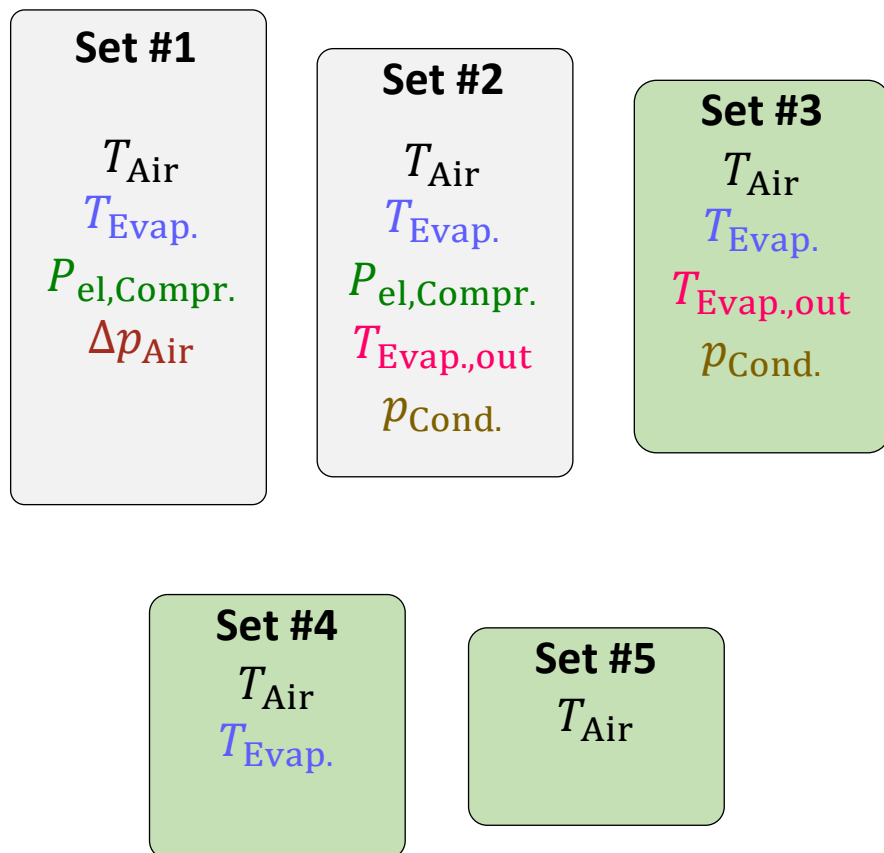 Set #1
T_Air
T_Evap.
P_el,Compr.
Δp_Air
Set #2
T_Air
T_Evap.
P_el,Compr.
T_Evap.,out
p_Cond.
Set #3
T_Air
T_Evap.
T_Evap.,out
p_Cond.
Set #4
T_Air
T_Evap.
Set #5
T_Air